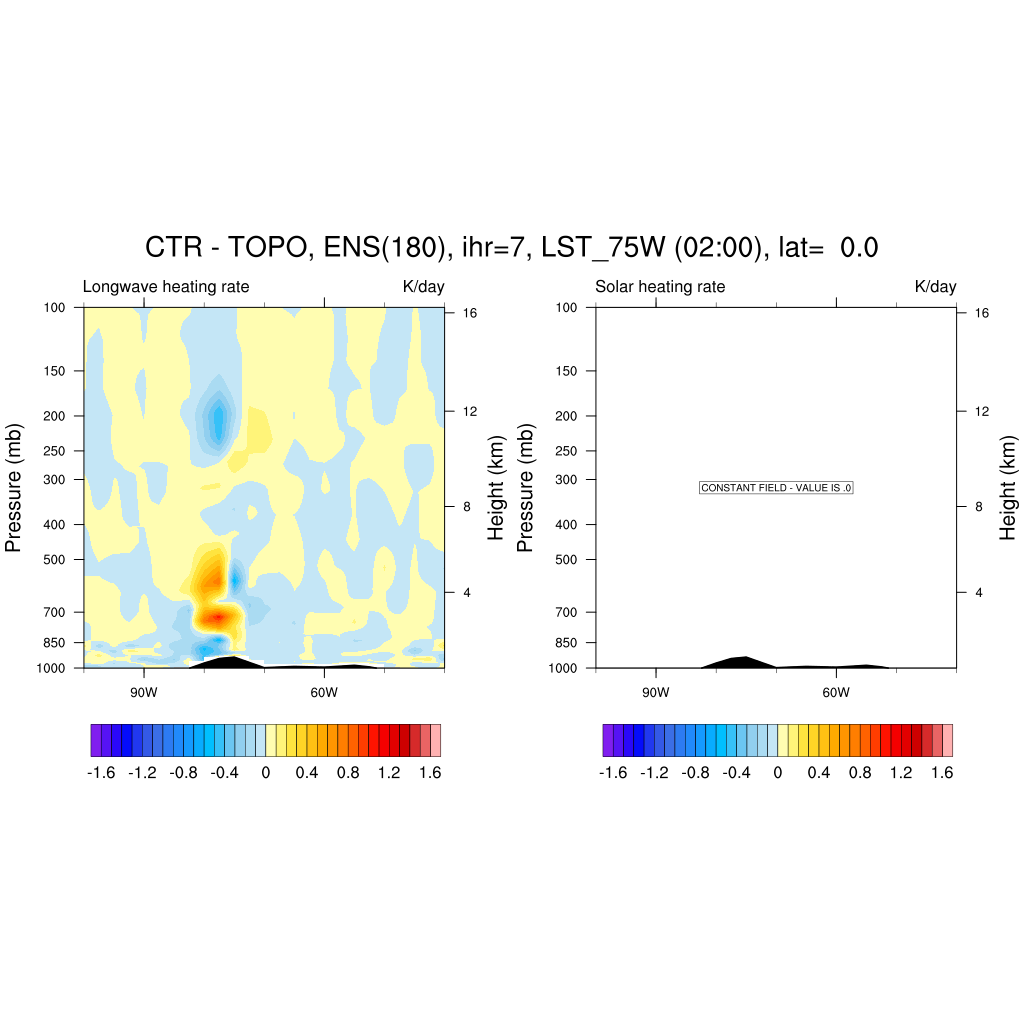 CTR - TOPO, ENS(180), ihr=7, LST_75W (02:00), lat=  0.0
Longwave heating rate K/day
100
150
200
250
300
400
500
700
850
1000
Pressure (mb)
16
12
8
4
Height (km)
90W 60W
-1.6 -1.2 -0.8 -0.4 0 0.4 0.8 1.2 1.6
Solar heating rate K/day
100
150
200
250
300
400
500
700
850
1000
Pressure (mb)
CONSTANT FIELD - VALUE IS .0
16
12
8
4
Height (km)
90W 60W
-1.6 -1.2 -0.8 -0.4 0 0.4 0.8 1.2 1.6